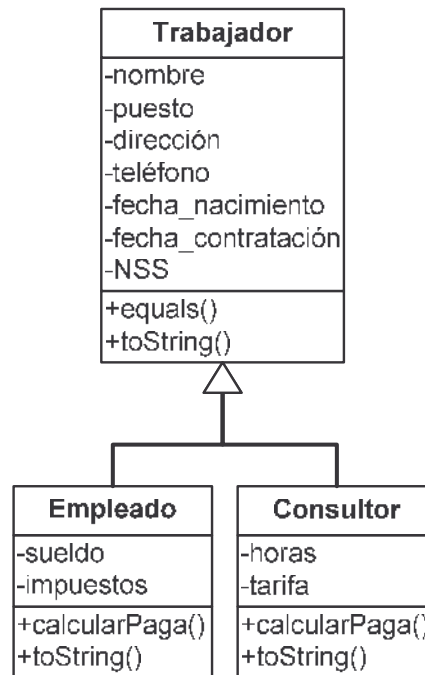 Trabajador
-nombre
-puesto
-dirección
-teléfono
-fecha_nacimiento
-fecha_contratación
-NSS
+equals()
+toString()
Empleado
-sueldo
-impuestos
+calcularPaga()
+toString()
Consultor
-horas
-tarifa
+calcularPaga()
+toString()